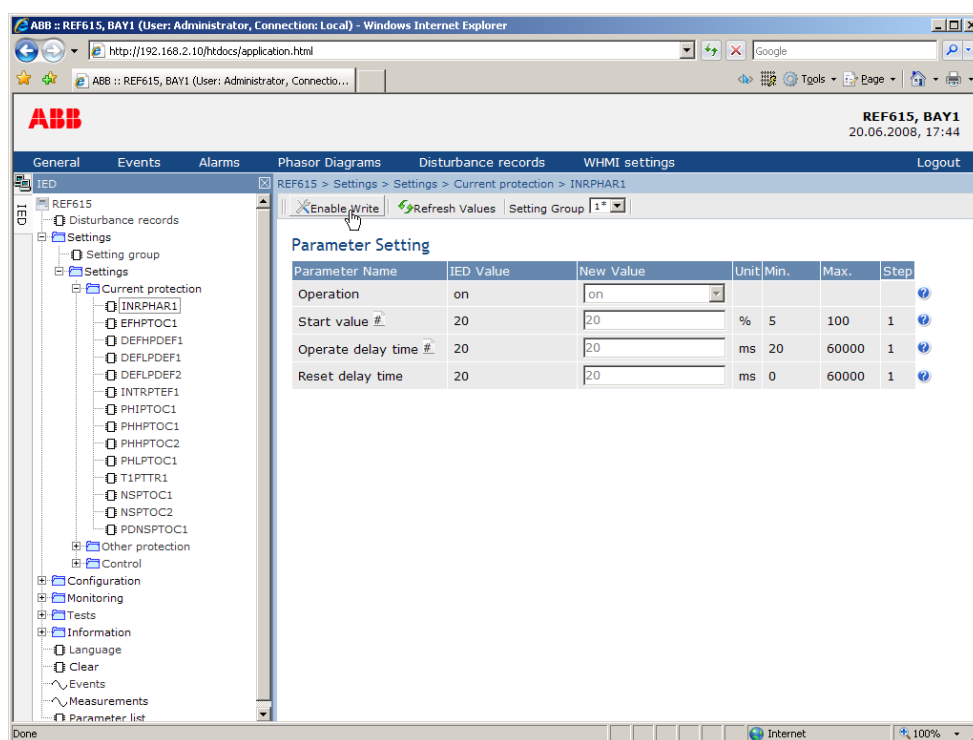 ABB :: REF615, BAY1 (User: Administrator, Connection: Local) - Windows Internet Explorer
http://192.168.2.10/htdocs/application.html
Google
ABB :: REF615, BAY1 (User: Administrator, Connectio...
Tools
Page
ABB
REF615, BAY1
20.06.2008, 17:44
General Events Alarms Phasor Diagrams Disturbance records WHMI settings Logout
IED
IED
REF615 > Settings > Settings > Current protection > INRPHAR1
Enable Write Refresh Values Setting Group 1*
REF615
Disturbance records
Settings
Setting group
Settings
Current protection
INRPHAR1
EFHPTOC1
DEFHPDEF1
DEFLPDEF1
DEFLPDEF2
INTRPTEF1
PHIPTOC1
PHHPTOC1
PHHPTOC2
PHLPTOC1
T1PTTR1
NSPTOC1
NSPTOC2
PDNSPTOC1
Other protection
Control
Configuration
Monitoring
Tests
Information
Language
Clear
Events
Measurements
Parameter list
Parameter Setting
Parameter Name IED Value New Value Unit Min. Max. Step
Operation on on
Start value # 20 20 % 5 100 1
Operate delay time # 20 20 ms 20 60000 1
Reset delay time 20 20 ms 0 60000 1
Done Internet 100%